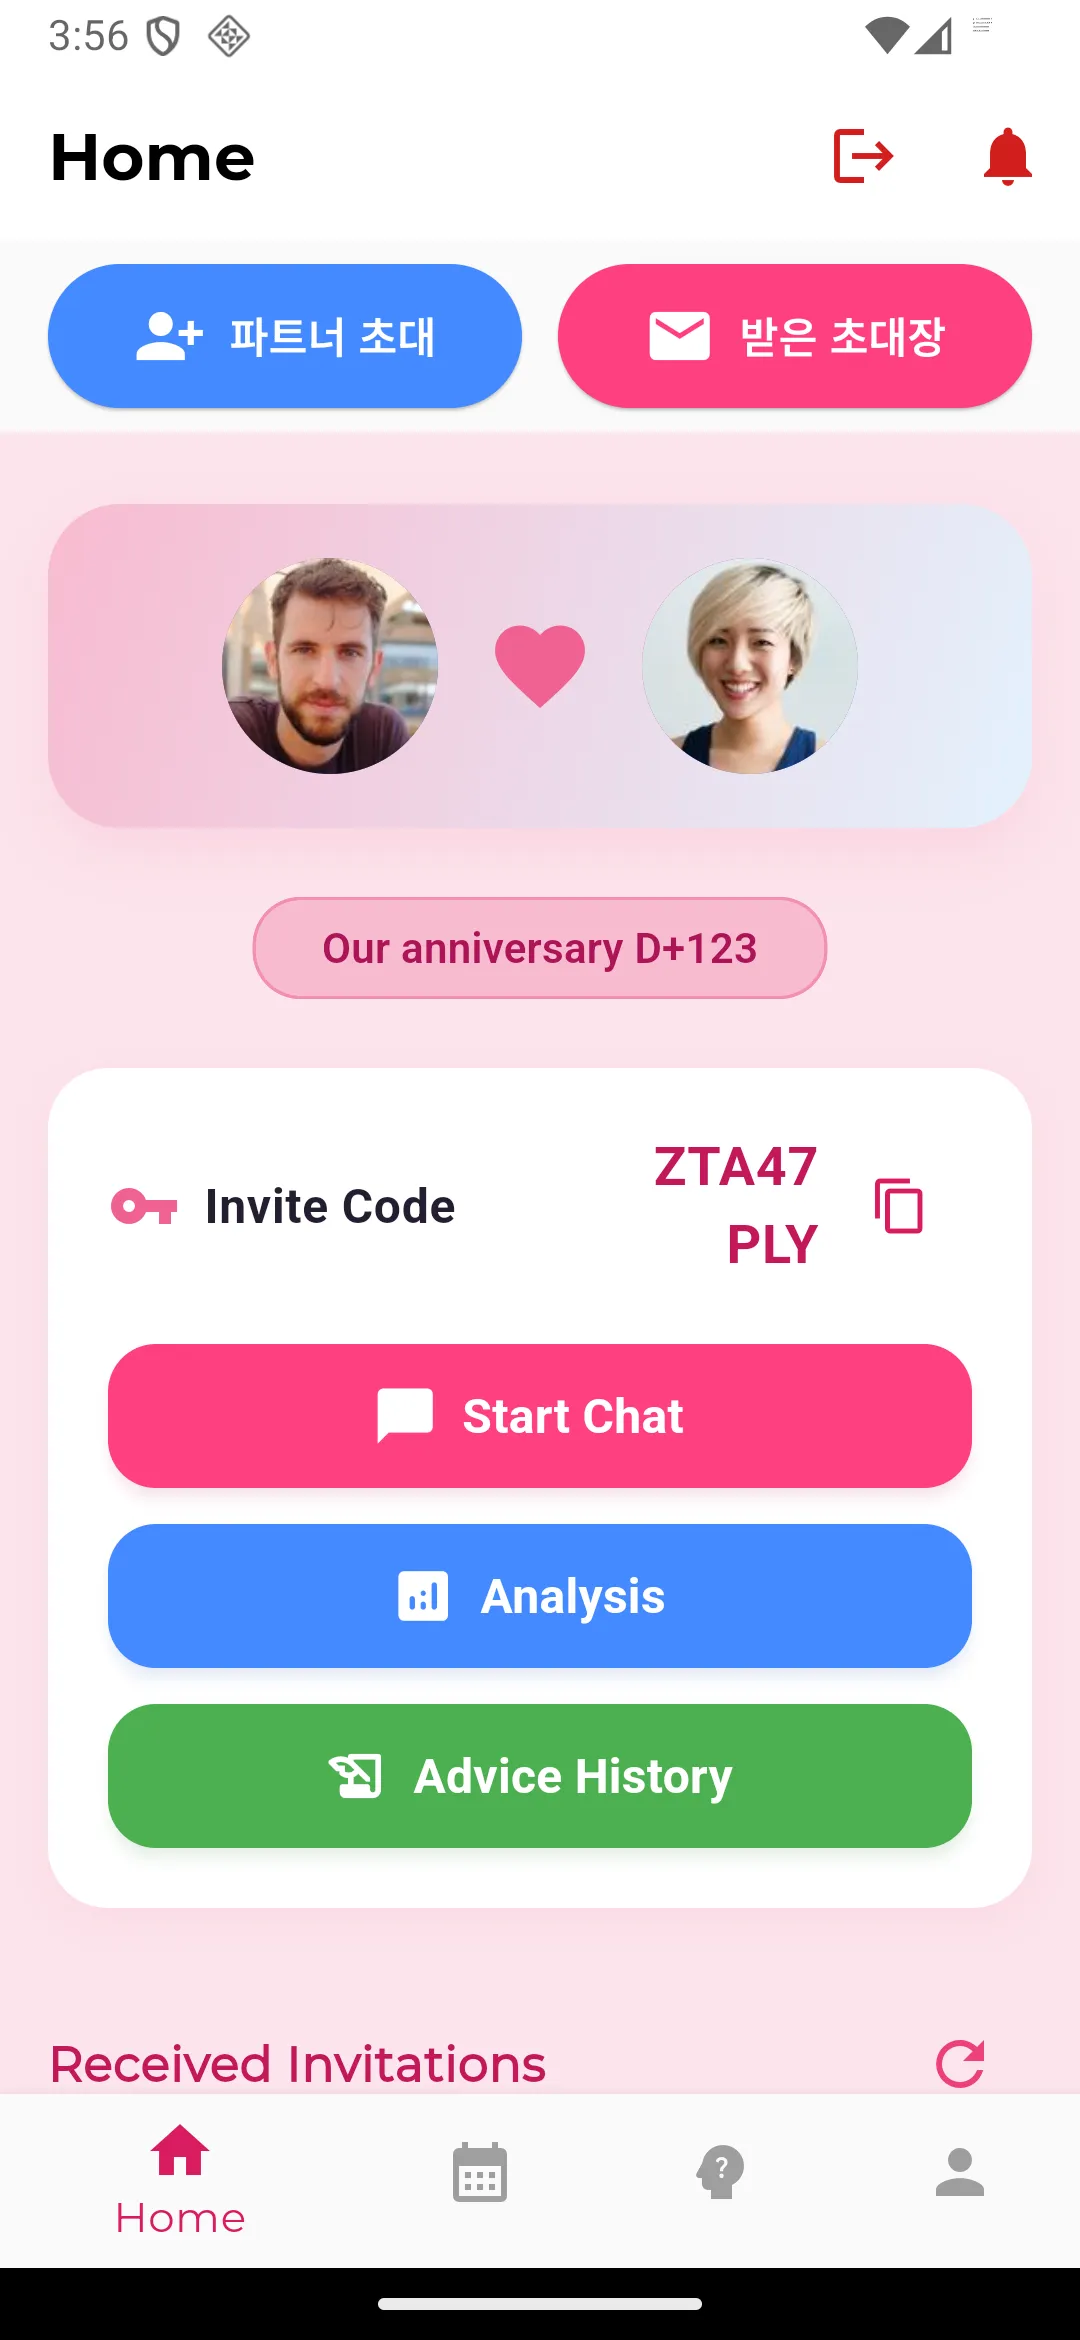 3:56
Home
파트너 초대
받은 초대장
Our anniversary D+123
Invite Code
ZTA47
PLY
Start Chat
Analysis
Advice History
Received Invitations
Home